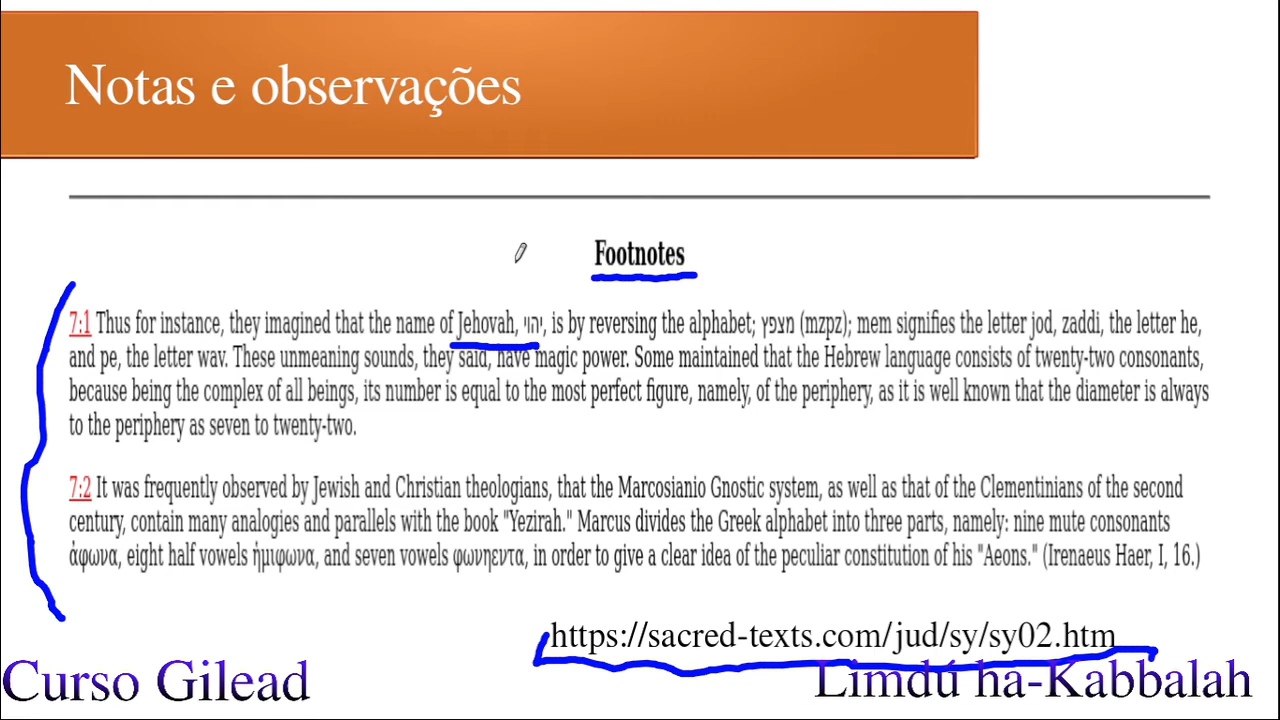 Notas e observações
Footnotes
7:1 Thus for instance, they imagined that the name of Jehovah, יהוי, is by reversing the alphabet; מצפץ (mzpz); mem signifies the letter jod, zaddi, the letter he,
and pe, the letter wav. These unmeaning sounds, they said, have magic power. Some maintained that the Hebrew language consists of twenty-two consonants,
because being the complex of all beings, its number is equal to the most perfect figure, namely, of the periphery, as it is well known that the diameter is always
to the periphery as seven to twenty-two.
7:2 It was frequently observed by Jewish and Christian theologians, that the Marcosianio Gnostic system, as well as that of the Clementinians of the second
century, contain many analogies and parallels with the book "Yezirah." Marcus divides the Greek alphabet into three parts, namely: nine mute consonants
ἀφωνα, eight half vowels ἡμιφωνα, and seven vowels φωνηεντα, in order to give a clear idea of the peculiar constitution of his "Aeons." (Irenaeus Haer, I, 16.)
https://sacred-texts.com/jud/sy/sy02.htm
Curso Gilead
Limdú ha-Kabbalah